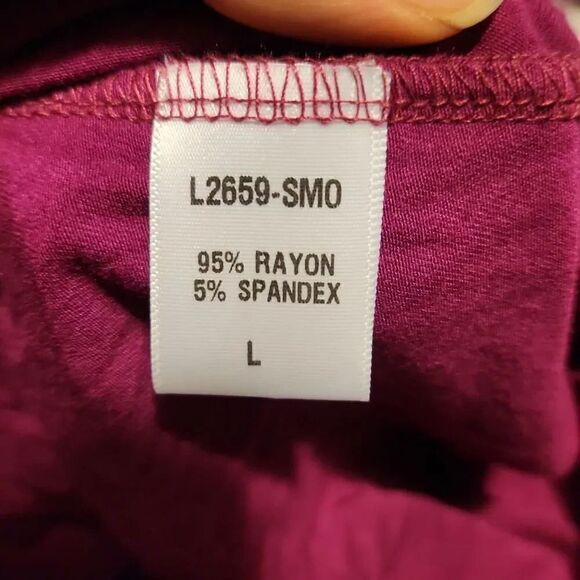 L2659-SMO
95% RAYON
5% SPANDEX
L